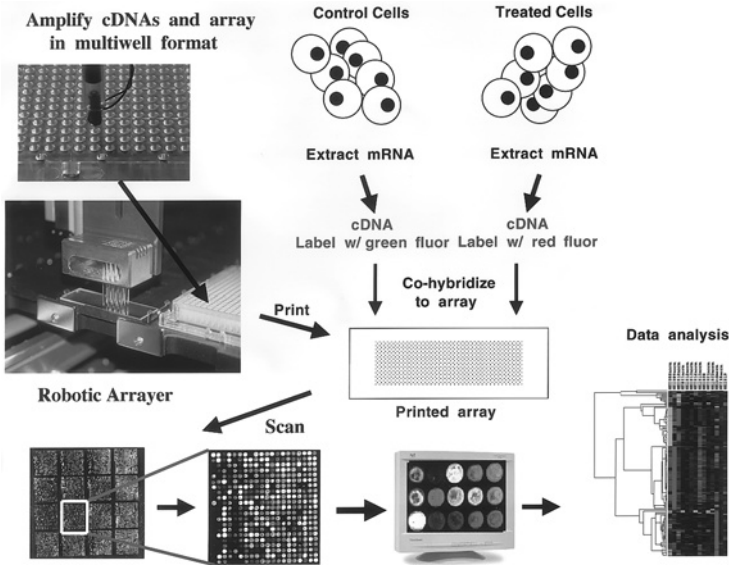 Amplify cDNAs and array
in multiwell format
Control Cells
Treated Cells
Extract mRNA
Extract mRNA
cDNA
Label w/ green fluor
cDNA
Label w/ red fluor
Co-hybridize
to array
Print
Printed array
Robotic Arrayer
Scan
Data analysis